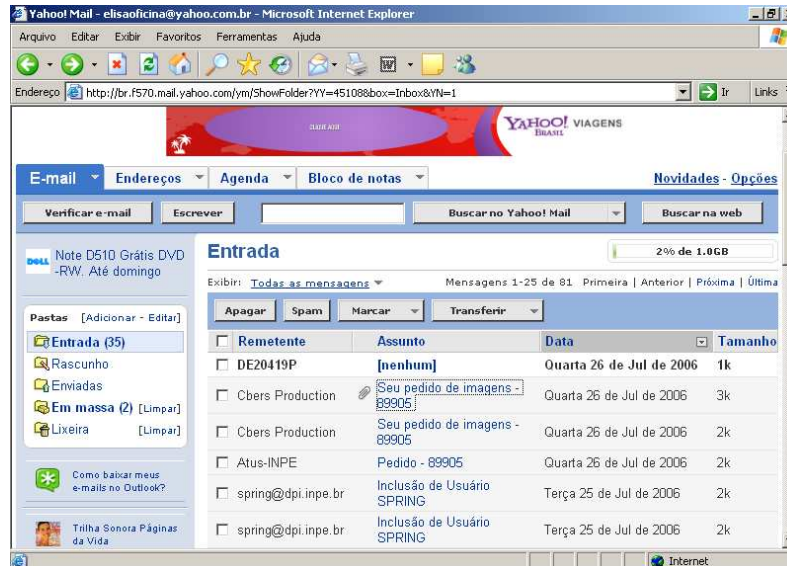 Yahoo! Mail - elisaoficina@yahoo.com.br - Microsoft Internet Explorer
Arquivo Editar Exibir Favoritos Ferramentas Ajuda
Endereço http://br.f570.mail.yahoo.com/ym/ShowFolder?YY=45108&box=Inbox&YN=1 Ir Links
YAHOO! VIAGENS
BRASIL
E-mail Endereços Agenda Bloco de notas Novidades - Opções
Verificar e-mail Escrever Buscar no Yahoo! Mail Buscar na web
DELL Note D510 Grátis DVD
-RW. Até domingo
Entrada 2% de 1.0GB
Exibir: Todas as mensagens Mensagens 1-25 de 81 Primeira | Anterior | Próxima | Última
Pastas [Adicionar - Editar]
Entrada (35)
Rascunho
Enviadas
Em massa (2) [Limpar]
Lixeira [Limpar]
Como baixar meus
e-mails no Outlook?
Trilha Sonora Páginas
da Vida
Apagar Spam Marcar Transferir
Remetente Assunto Data Tamanho
DE20419P [nenhum] Quarta 26 de Jul de 2006 1k
Cbers Production Seu pedido de imagens -
89905 Quarta 26 de Jul de 2006 3k
Cbers Production Seu pedido de imagens -
89905 Quarta 26 de Jul de 2006 2k
Atus-INPE Pedido - 89905 Quarta 26 de Jul de 2006 2k
spring@dpi.inpe.br Inclusão de Usuário
SPRING Terça 25 de Jul de 2006 2k
spring@dpi.inpe.br Inclusão de Usuário
SPRING Terça 25 de Jul de 2006 2k
Internet